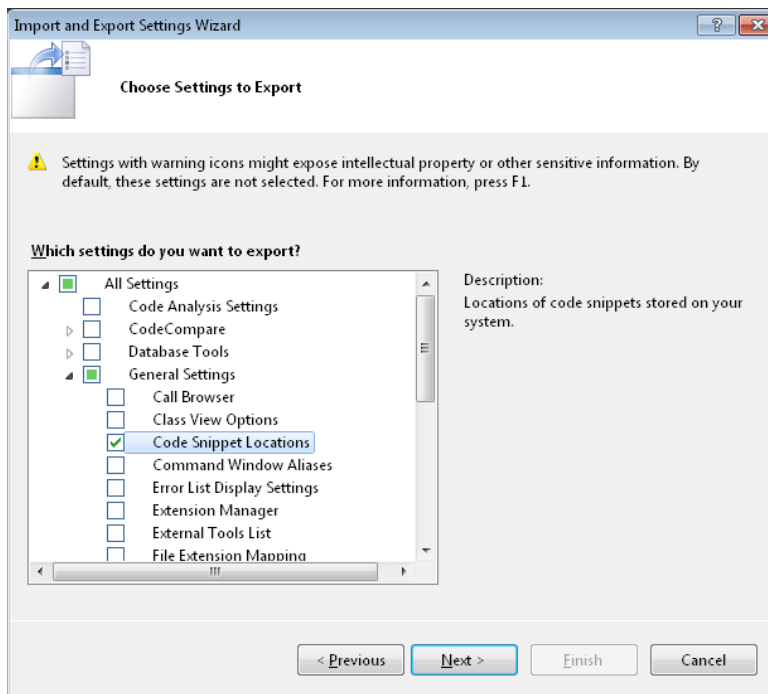 Import and Export Settings Wizard
Choose Settings to Export
Settings with warning icons might expose intellectual property or other sensitive information. By
default, these settings are not selected. For more information, press F1.
Which settings do you want to export?
All Settings
Code Analysis Settings
CodeCompare
Database Tools
General Settings
Call Browser
Class View Options
Code Snippet Locations
Command Window Aliases
Error List Display Settings
Extension Manager
External Tools List
File Extension Mapping
Description:
Locations of code snippets stored on your
system.
< Previous
Next >
Finish
Cancel